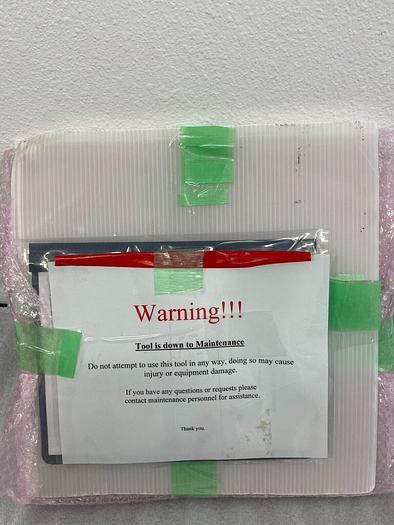 Warning!!!
Tool is down to Maintenance
Do not attempt to use this tool in any way, doing so may cause
injury or equipment damage.
If you have any questions or requests please
contact maintenance personnel for assistance.
Thank you.